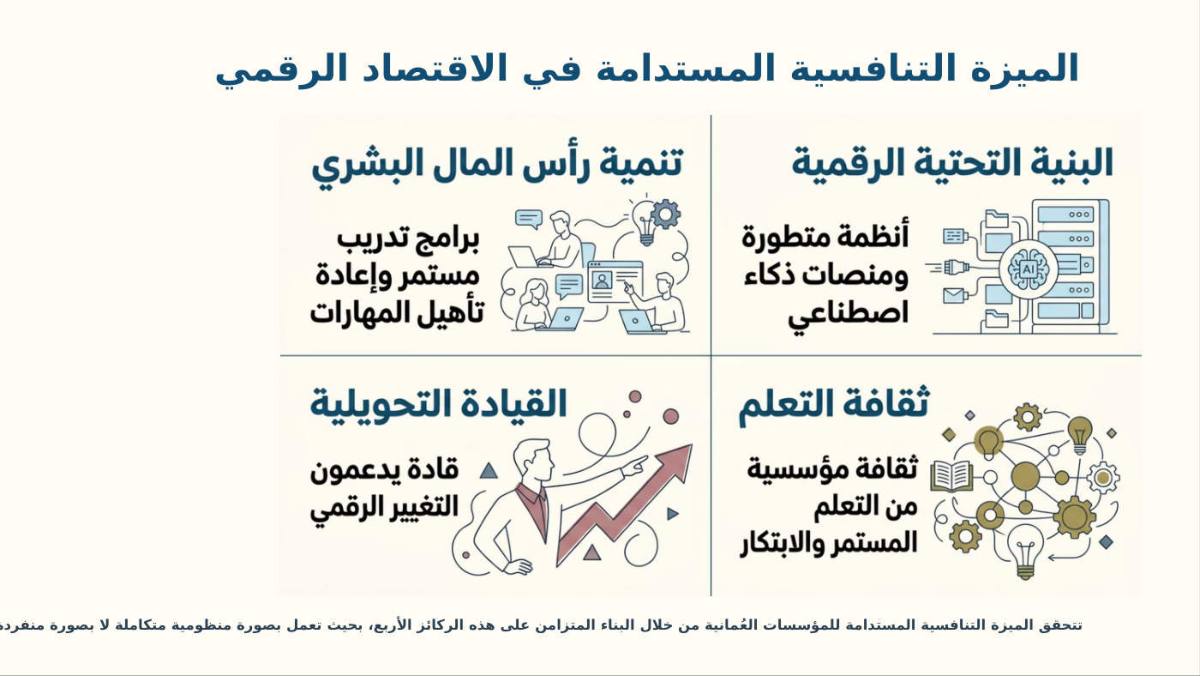 الميزة التنافسية المستدامة في الاقتصاد الرقمي
البنية التحتية الرقمية
أنظمة متطورة
ومنصات ذكاء
اصطناعي
AI
تنمية رأس المال البشري
برامج تدريب
مستمر وإعادة
تأهيل المهارات
ثقافة التعلم
ثقافة مؤسسية
من التعلم
المستمر والابتكار
القيادة التحويلية
قادة يدعمون
التغيير الرقمي
تتحقق الميزة التنافسية المستدامة للمؤسسات العُمانية من خلال البناء المتزامن على هذه الركائز الأربع، بحيث تعمل بصورة منظومية متكاملة لا بصورة منفردة